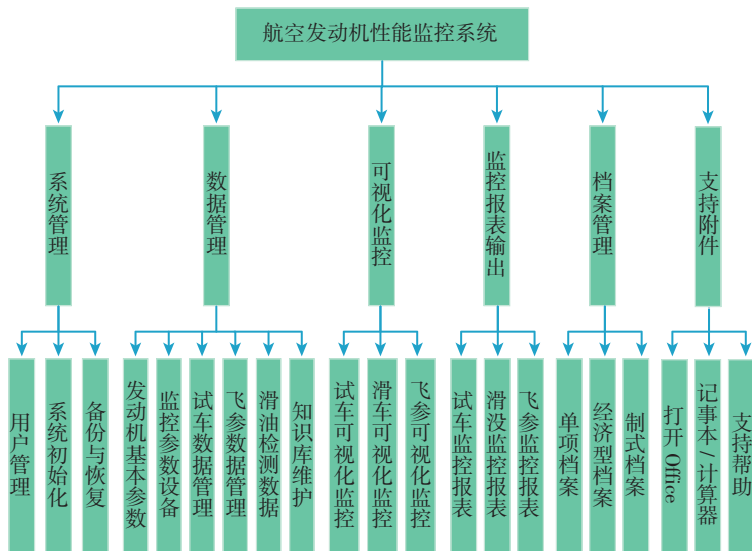 航空发动机性能监控系统
系统管理
数据管理
可视化监控
监控报表输出
档案管理
支持附件
用户管理
系统初始化
备份与恢复
发动机基本参数
监控参数设备
试车数据管理
飞参数据管理
滑油检测数据
知识库维护
试车可视化监控
滑车可视化监控
飞参可视化监控
试车监控报表
滑没监控报表
飞参监控报表
单项档案
经济型档案
制式档案
打开 Office
记事本 / 计算器
支持帮助